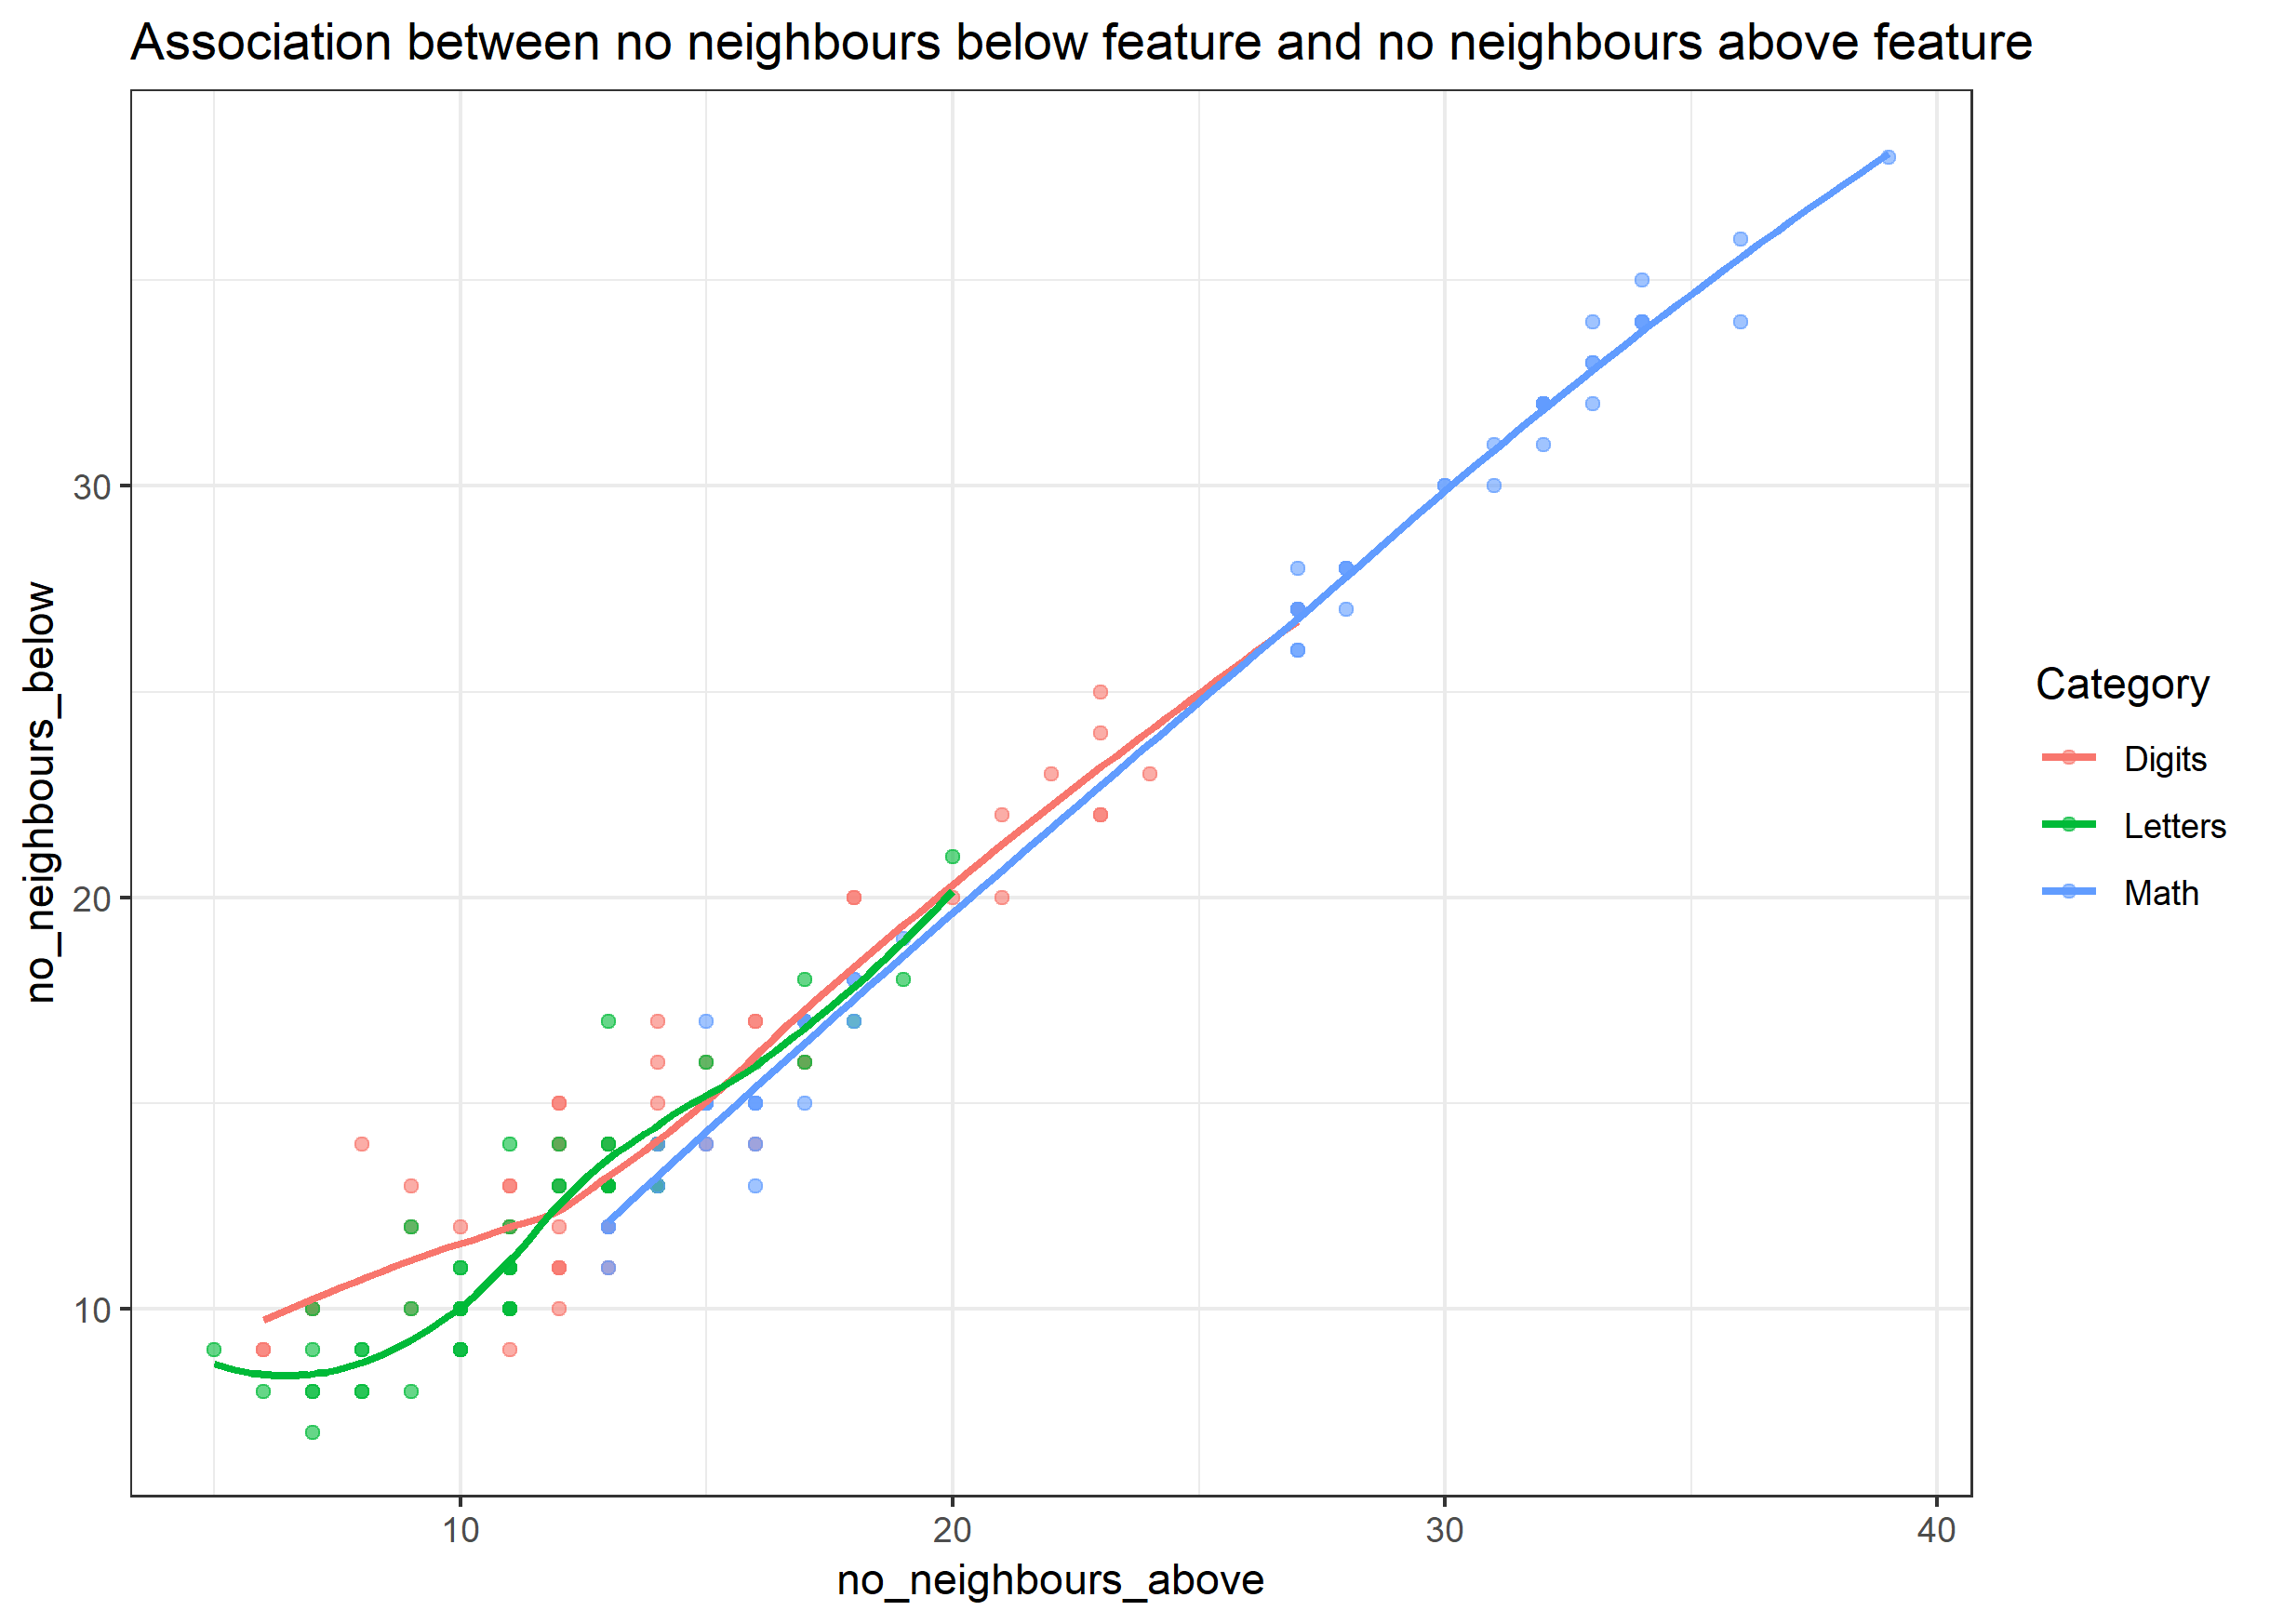 Association between no neighbours below feature and no neighbours above feature
no_neighbours_below
30
20
10
10 20 30 40
no_neighbours_above
Category
Digits
Letters
Math